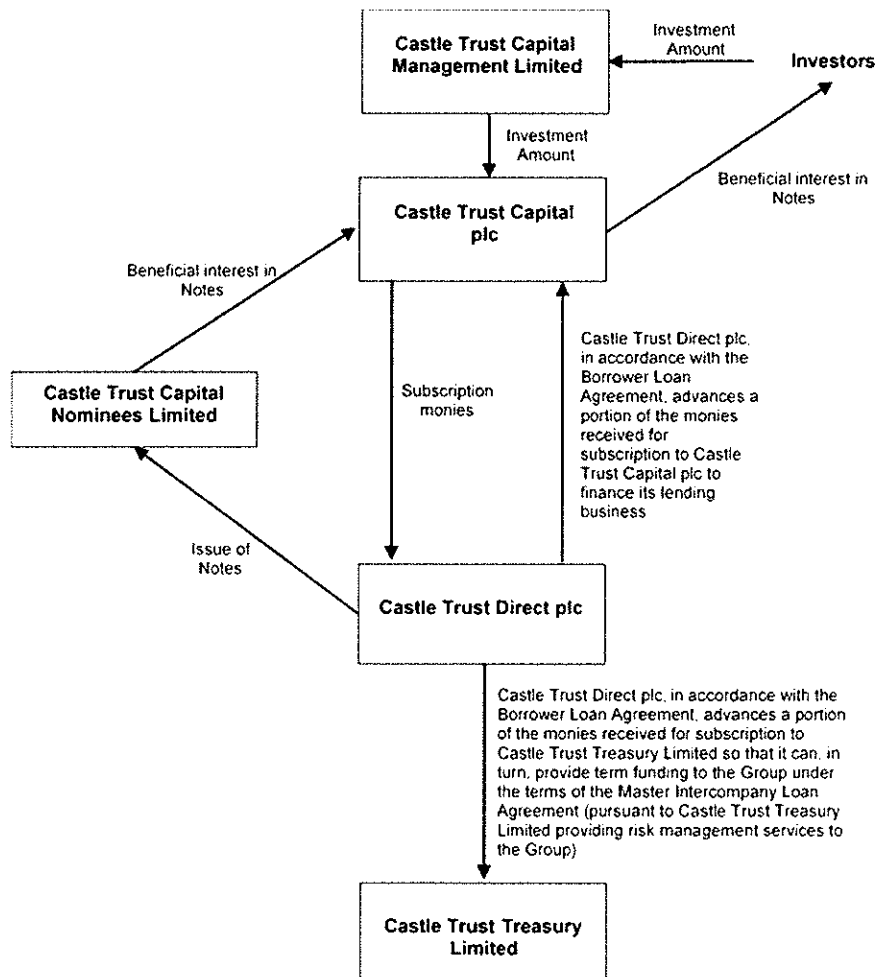 Castle Trust Capital
Management Limited
Investment
Amount
Investors
Investment
Amount
Castle Trust Capital
plc
Beneficial interest in
Notes
Beneficial interest in
Notes
Castle Trust Capital
Nominees Limited
Subscription
monies
Castle Trust Direct plc,
in accordance with the
Borrower Loan
Agreement, advances a
portion of the monies
received for
subscription to Castle
Trust Capital plc to
finance its lending
business
Issue of
Notes
Castle Trust Direct plc
Castle Trust Direct plc, in accordance with the
Borrower Loan Agreement, advances a portion
of the monies received for subscription to
Castle Trust Treasury Limited so that it can, in
turn, provide term funding to the Group under
the terms of the Master Intercompany Loan
Agreement (pursuant to Castle Trust Treasury
Limited providing risk management services to
the Group)
Castle Trust Treasury
Limited